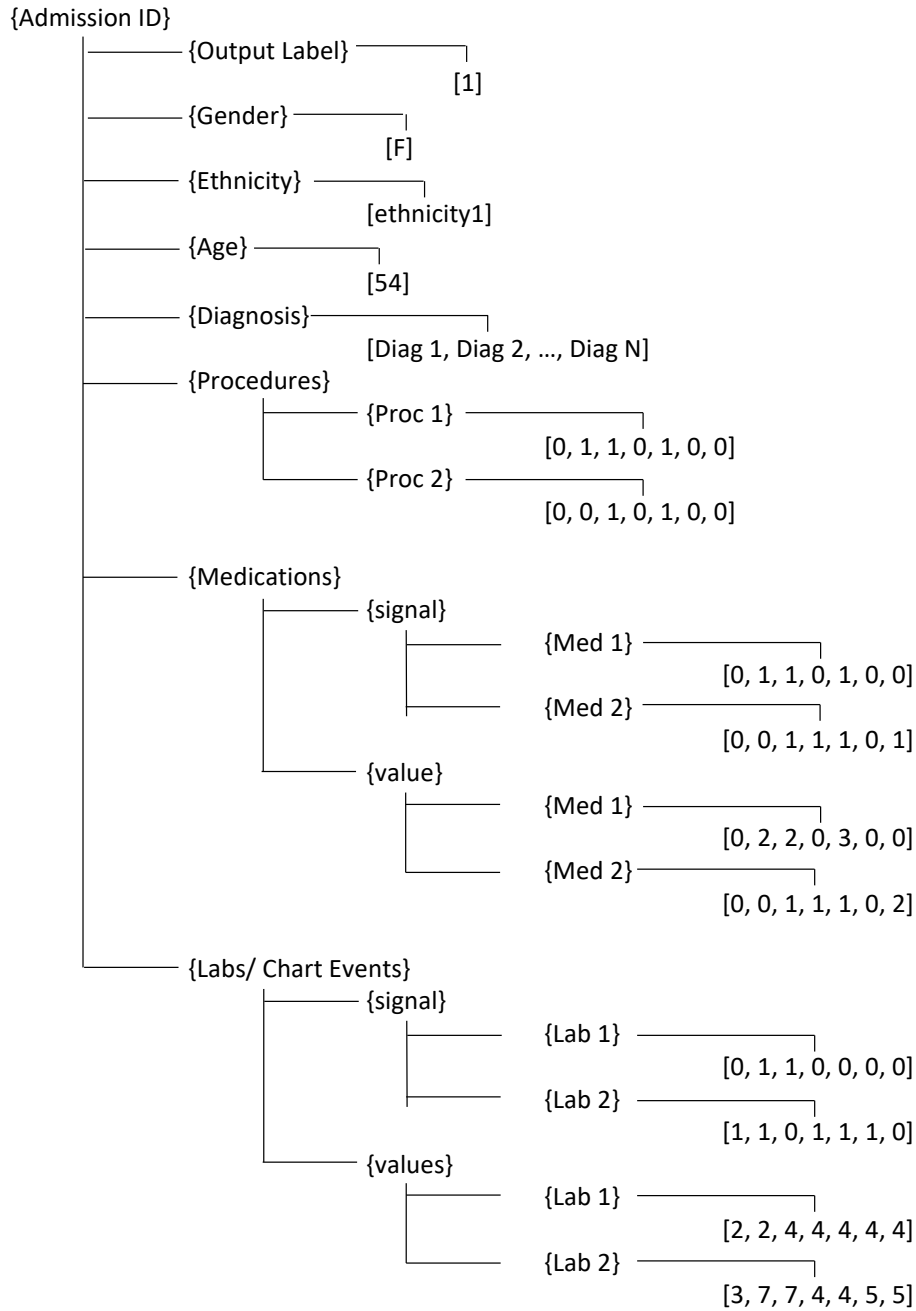 {Admission ID}
{Output Label}
[1]
{Gender}
[F]
{Ethnicity}
[ethnicity1]
{Age}
[54]
{Diagnosis}
[Diag 1, Diag 2, ..., Diag N]
{Procedures}
{Proc 1}
[0, 1, 1, 0, 1, 0, 0]
{Proc 2}
[0, 0, 1, 0, 1, 0, 0]
{Medications}
{signal}
{Med 1}
[0, 1, 1, 0, 1, 0, 0]
{Med 2}
[0, 0, 1, 1, 1, 0, 1]
{value}
{Med 1}
[0, 2, 2, 0, 3, 0, 0]
{Med 2}
[0, 0, 1, 1, 1, 0, 2]
{Labs/ Chart Events}
{signal}
{Lab 1}
[0, 1, 1, 0, 0, 0, 0]
{Lab 2}
[1, 1, 0, 1, 1, 1, 0]
{values}
{Lab 1}
[2, 2, 4, 4, 4, 4, 4]
{Lab 2}
[3, 7, 7, 4, 4, 5, 5]